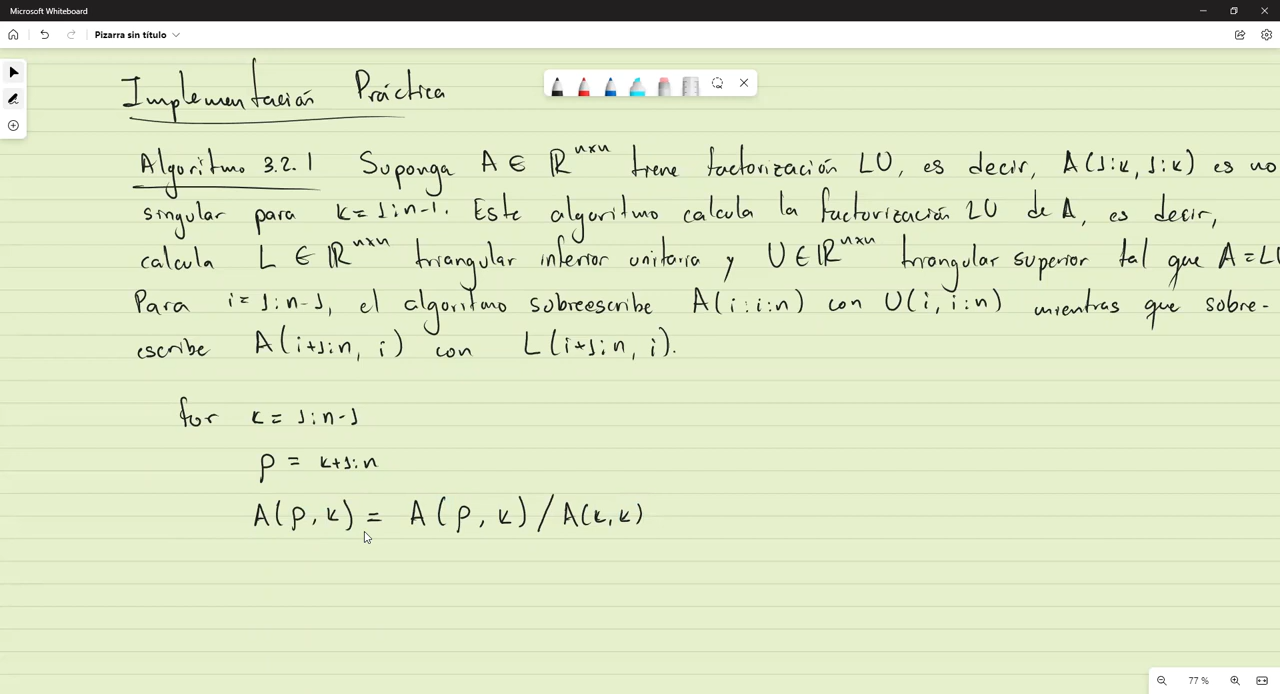 Microsoft Whiteboard
Pizarra sin título
Implementación Práctica
Algoritmo 3.2.1 Suponga A ∈ ℝⁿˣⁿ tiene factorización LU, es decir, A(1:k, 1:k) es no
singular para k=1:n-1. Este algoritmo calcula la factorización LU de A, es decir,
calcula L ∈ ℝⁿˣⁿ triangular inferior unitaria y U ∈ ℝⁿˣⁿ triangular superior tal que A = LU
Para i = 1:n-1, el algoritmo sobreescribe A(i:i:n) con U(i, i:n) mientras que sobre-
escribe A(i+1:n, i) con L(i+1:n, i).
for k = 1:n-1
ρ = k+1:n
A(ρ, k) = A(ρ, k) / A(k, k)
77 %